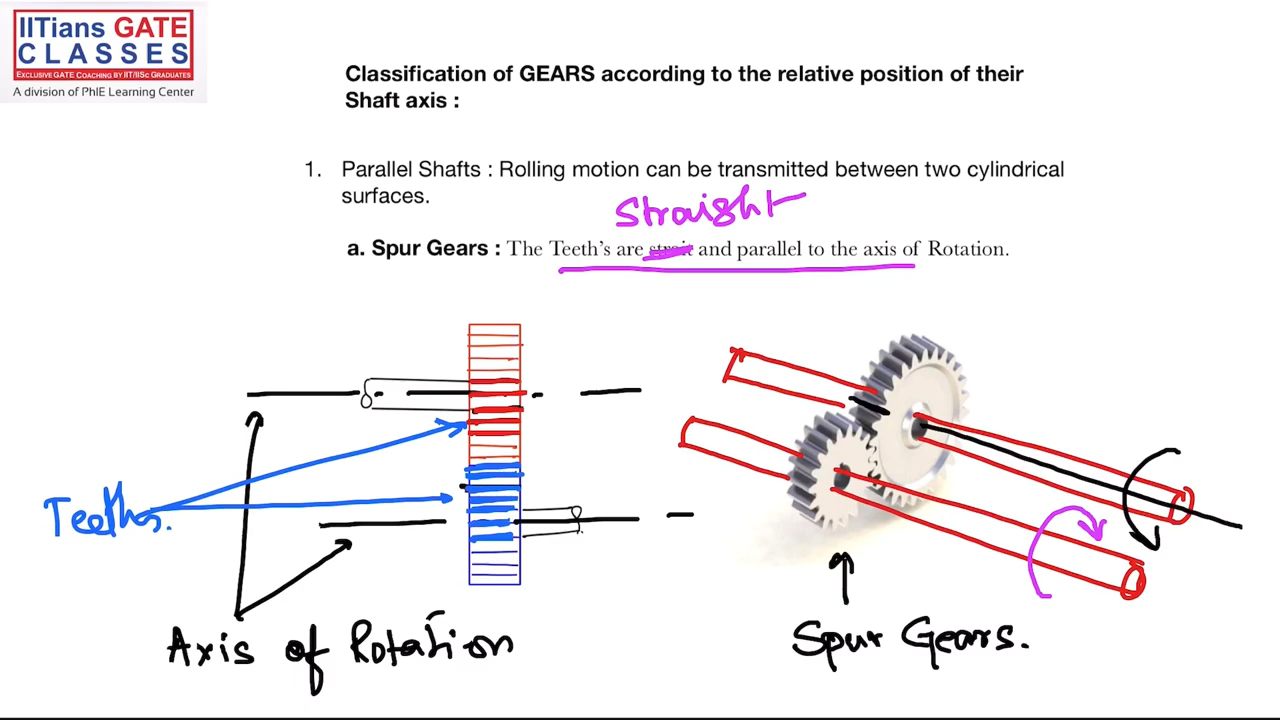 IITians GATE
CLASSES
EXCLUSIVE GATE COACHING BY IIT/IISc GRADUATES
A division of PhIE Learning Center
Classification of GEARS according to the relative position of their
Shaft axis :
1. Parallel Shafts : Rolling motion can be transmitted between two cylindrical
surfaces.
Straight
a. Spur Gears : The Teeth's are strait and parallel to the axis of Rotation.
Teeths.
Axis of Rotation
Spur Gears.